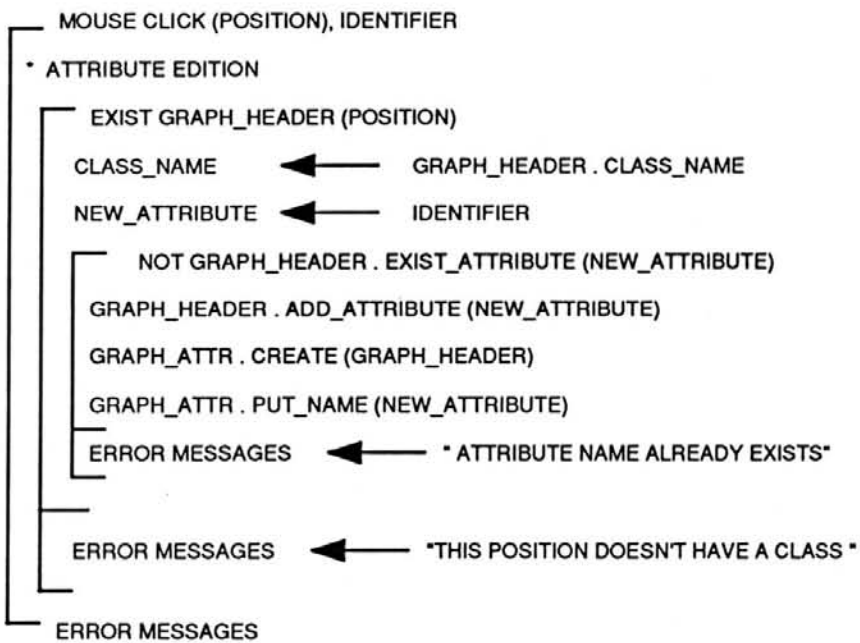 MOUSE CLICK (POSITION), IDENTIFIER
* ATTRIBUTE EDITION
EXIST GRAPH_HEADER (POSITION)
CLASS_NAME GRAPH_HEADER . CLASS_NAME
NEW_ATTRIBUTE IDENTIFIER
NOT GRAPH_HEADER . EXIST_ATTRIBUTE (NEW_ATTRIBUTE)
GRAPH_HEADER . ADD_ATTRIBUTE (NEW_ATTRIBUTE)
GRAPH_ATTR . CREATE (GRAPH_HEADER)
GRAPH_ATTR . PUT_NAME (NEW_ATTRIBUTE)
ERROR MESSAGES " ATTRIBUTE NAME ALREADY EXISTS"
ERROR MESSAGES "THIS POSITION DOESN'T HAVE A CLASS "
ERROR MESSAGES